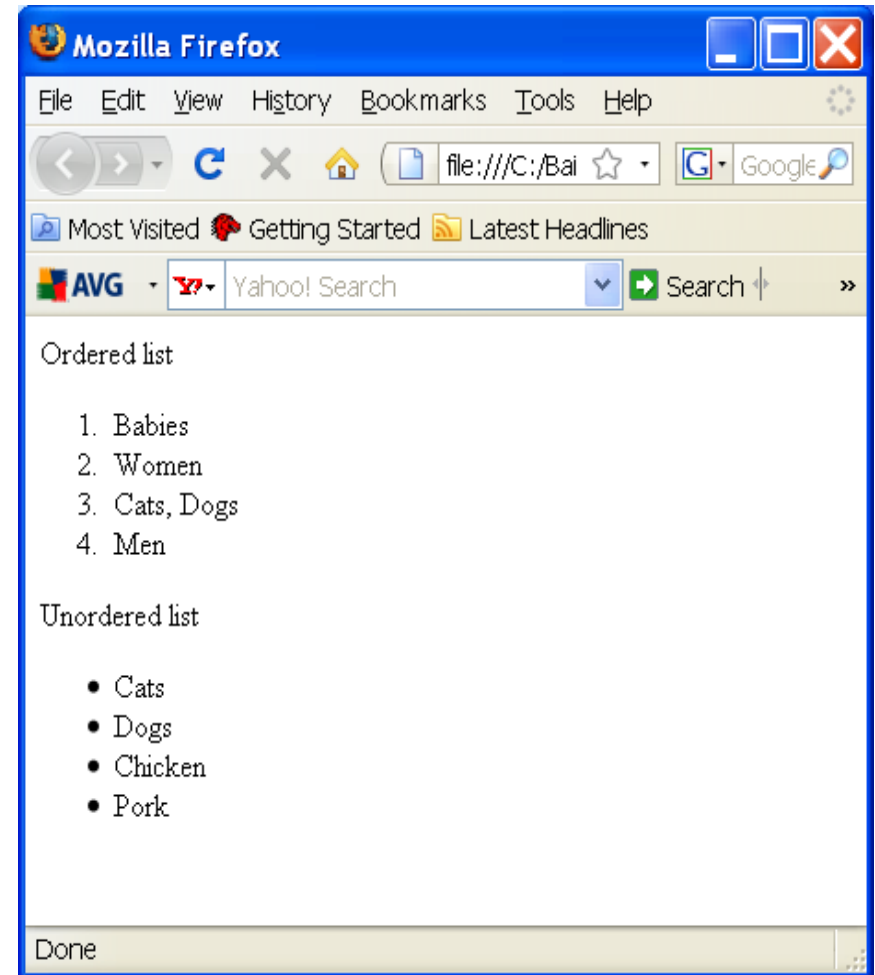 Mozilla Firefox
File Edit View History Bookmarks Tools Help
file:///C:/Bai G Google
Most Visited Getting Started Latest Headlines
AVG Y? Yahoo! Search Search »
Ordered list
1. Babies
2. Women
3. Cats, Dogs
4. Men
Unordered list
• Cats
• Dogs
• Chicken
• Pork
Done